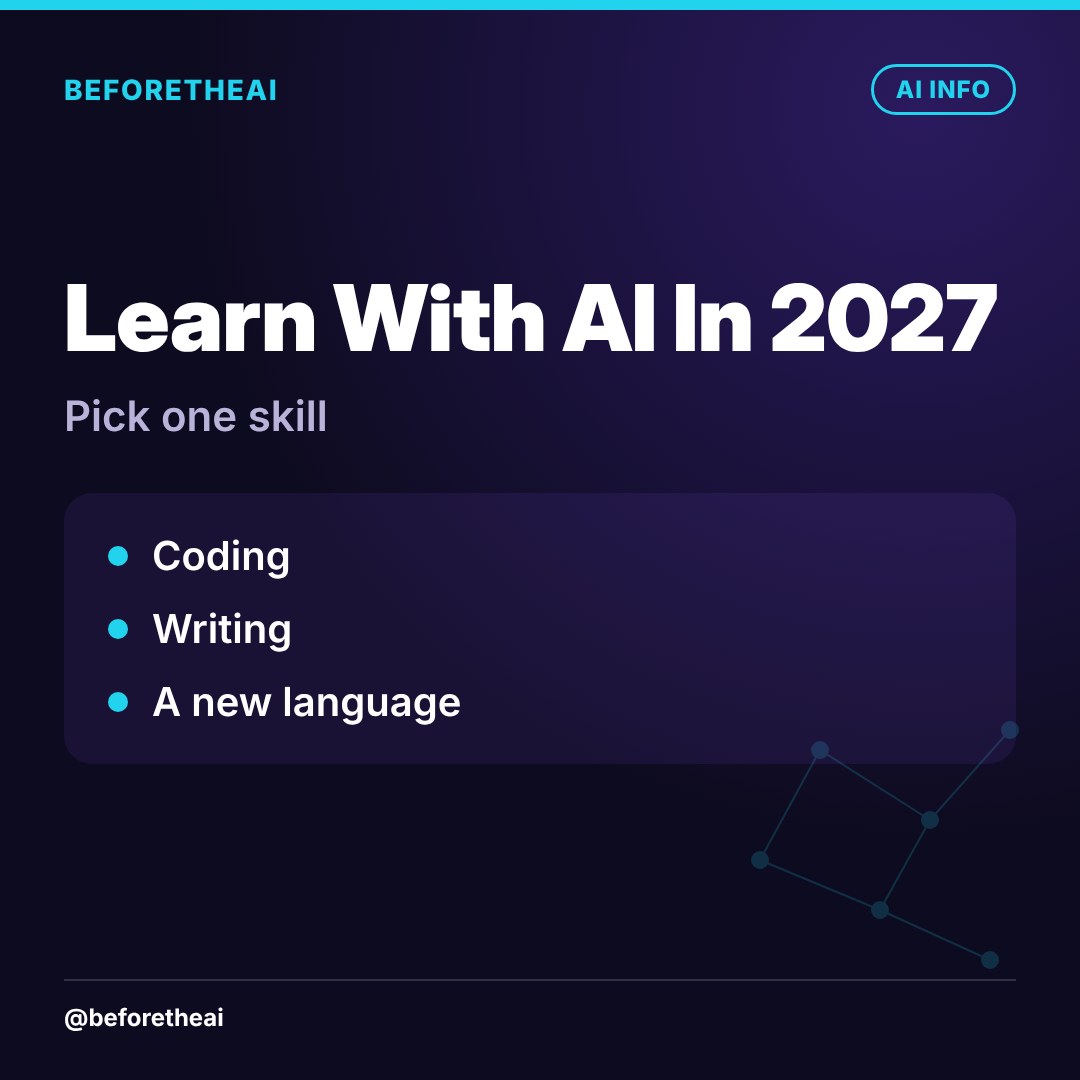 BEFORETHEAI
AI INFO
Learn With AI In 2027
Pick one skill
Coding
Writing
A new language
@beforetheai